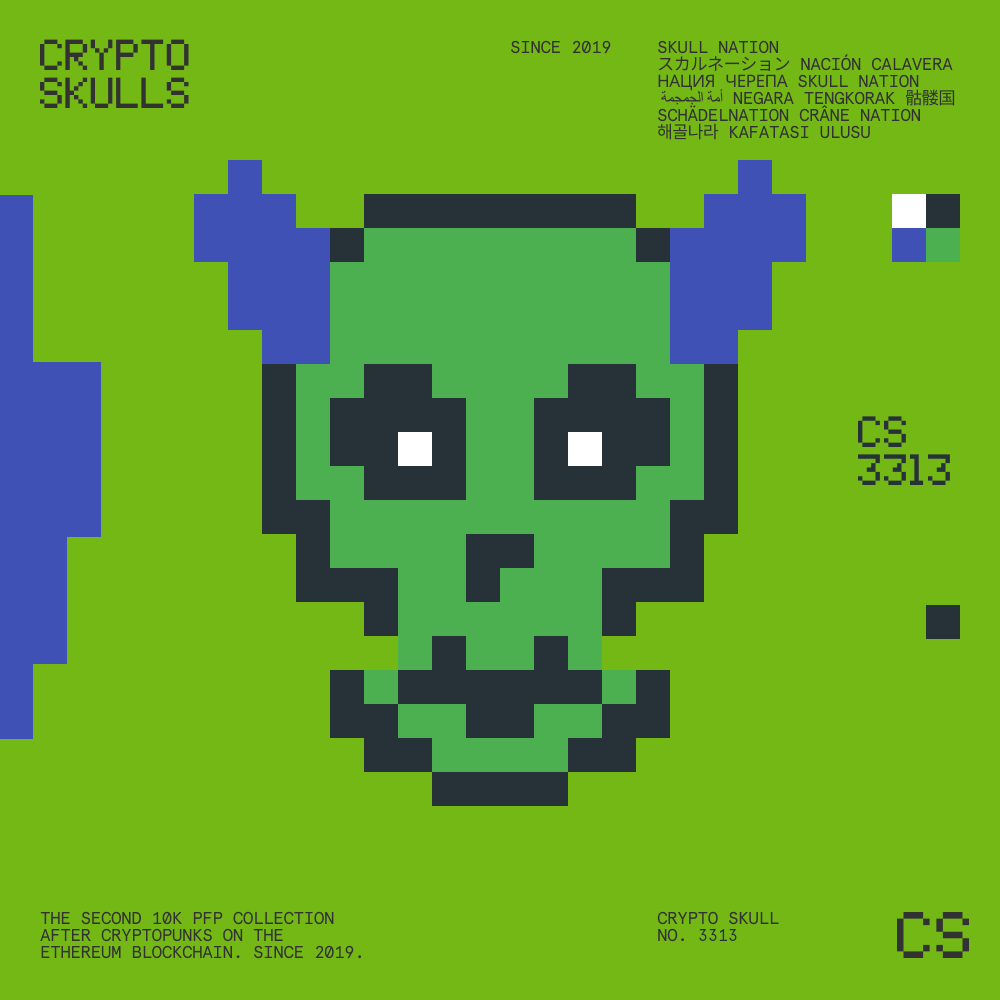 CRYPTO
SKULLS
SINCE 2019
SKULL NATION
スカルネーション NACIÓN CALAVERA
НАЦИЯ ЧЕРЕПА SKULL NATION
أمة الجمجمة NEGARA TENGKORAK 骷髅国
SCHÄDELNATION CRÂNE NATION
해골나라 KAFATASI ULUSU
CS
3313
THE SECOND 10K PFP COLLECTION
AFTER CRYPTOPUNKS ON THE
ETHEREUM BLOCKCHAIN. SINCE 2019.
CRYPTO SKULL
NO. 3313
CS